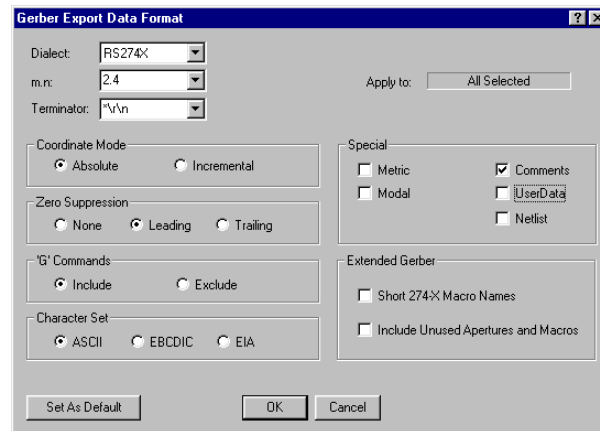 Gerber Export Data Format
Dialect: RS274X
m.n: 2.4
Apply to: All Selected
Terminator: *\r\n
Coordinate Mode
Absolute Incremental
Special
Metric Comments
Modal UserData
Netlist
Zero Suppression
None Leading Trailing
'G' Commands
Include Exclude
Extended Gerber
Short 274-X Macro Names
Include Unused Apertures and Macros
Character Set
ASCII EBCDIC EIA
Set As Default OK Cancel